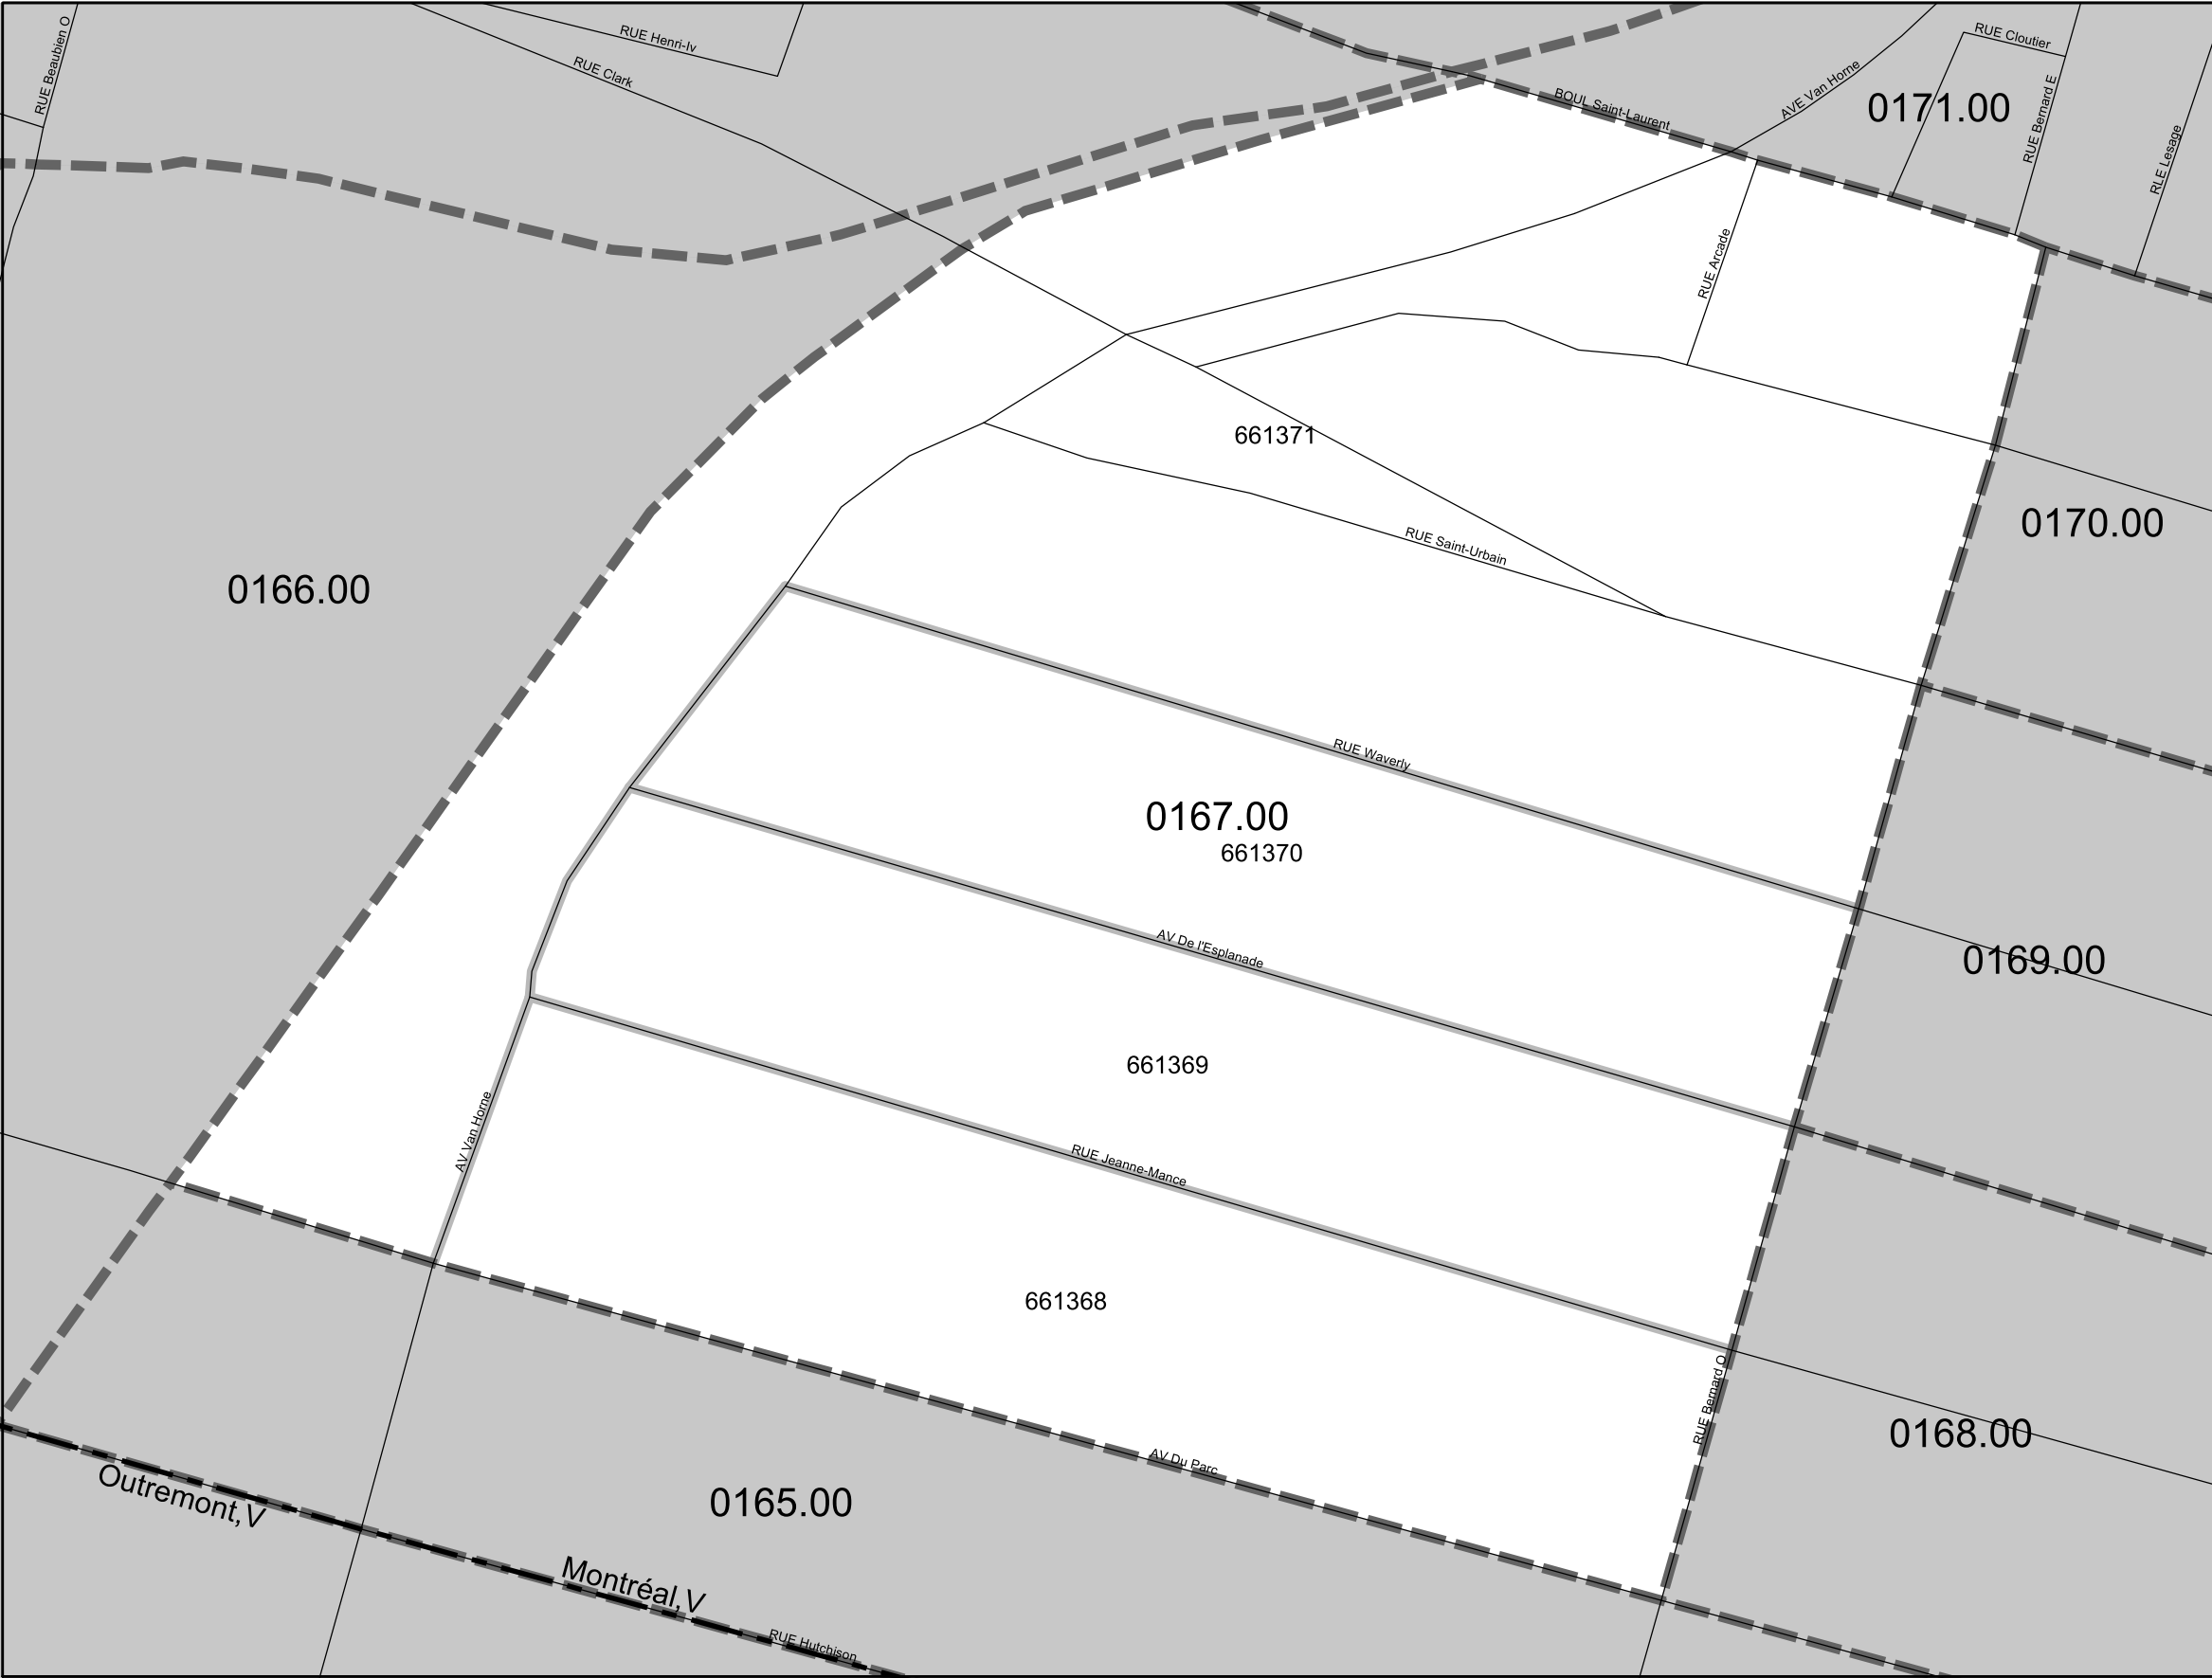 RUE Beaubien O
RUE Henri-Iv
RUE Clark
RUE Cloutier
AVE Van Horne
BOUL Saint-Laurent
0171.00
RUE Bernard E
RLE Lesage
RUE Arcade
661371
0170.00
RUE Saint-Urbain
0166.00
RUE Waverly
0167.00
661370
AV De l'Esplanade
0169.00
661369
AV Van Horne
RUE Jeanne-Mance
661368
RUE Bernard O
0168.00
AV Du Parc
0165.00
Outremont,V
Montréal,V
RUE Hutchison